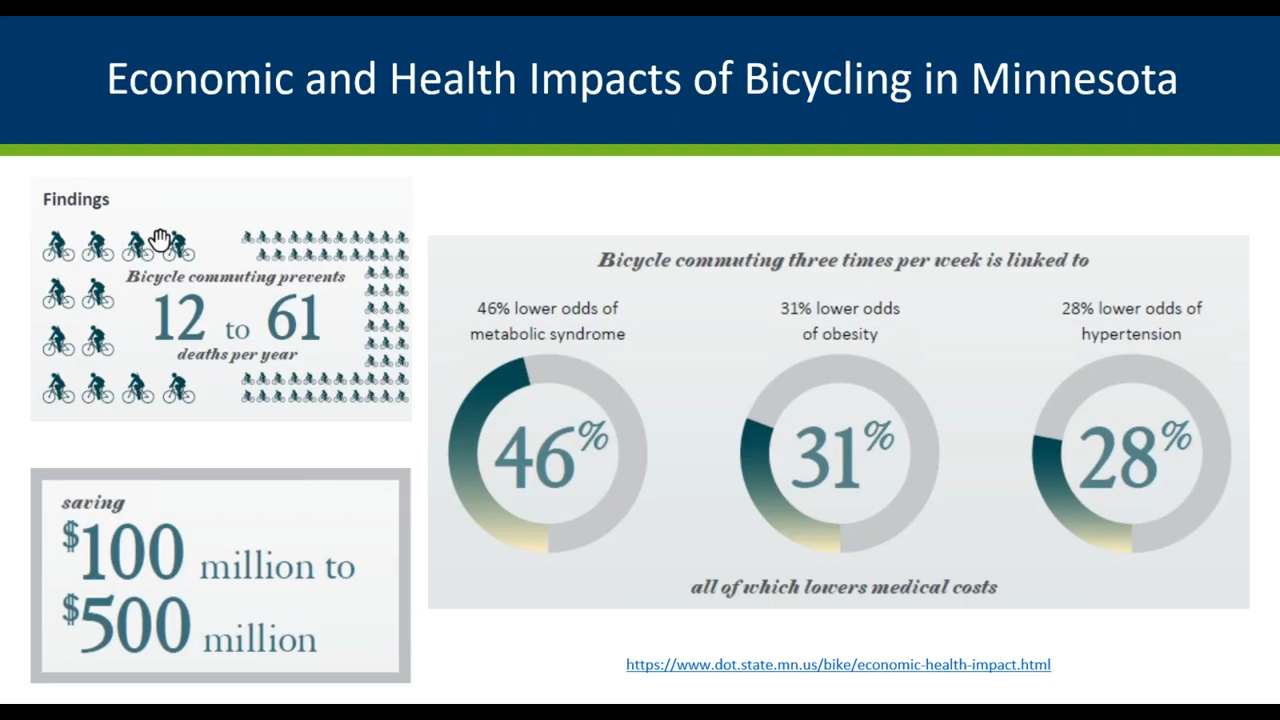 Economic and Health Impacts of Bicycling in Minnesota
Findings
Bicycle commuting prevents
12 to 61
deaths per year
saving
$100 million to
$500 million
Bicycle commuting three times per week is linked to
46% lower odds of
metabolic syndrome
46%
31% lower odds
of obesity
31%
28% lower odds of
hypertension
28%
all of which lowers medical costs
https://www.dot.state.mn.us/bike/economic-health-impact.html